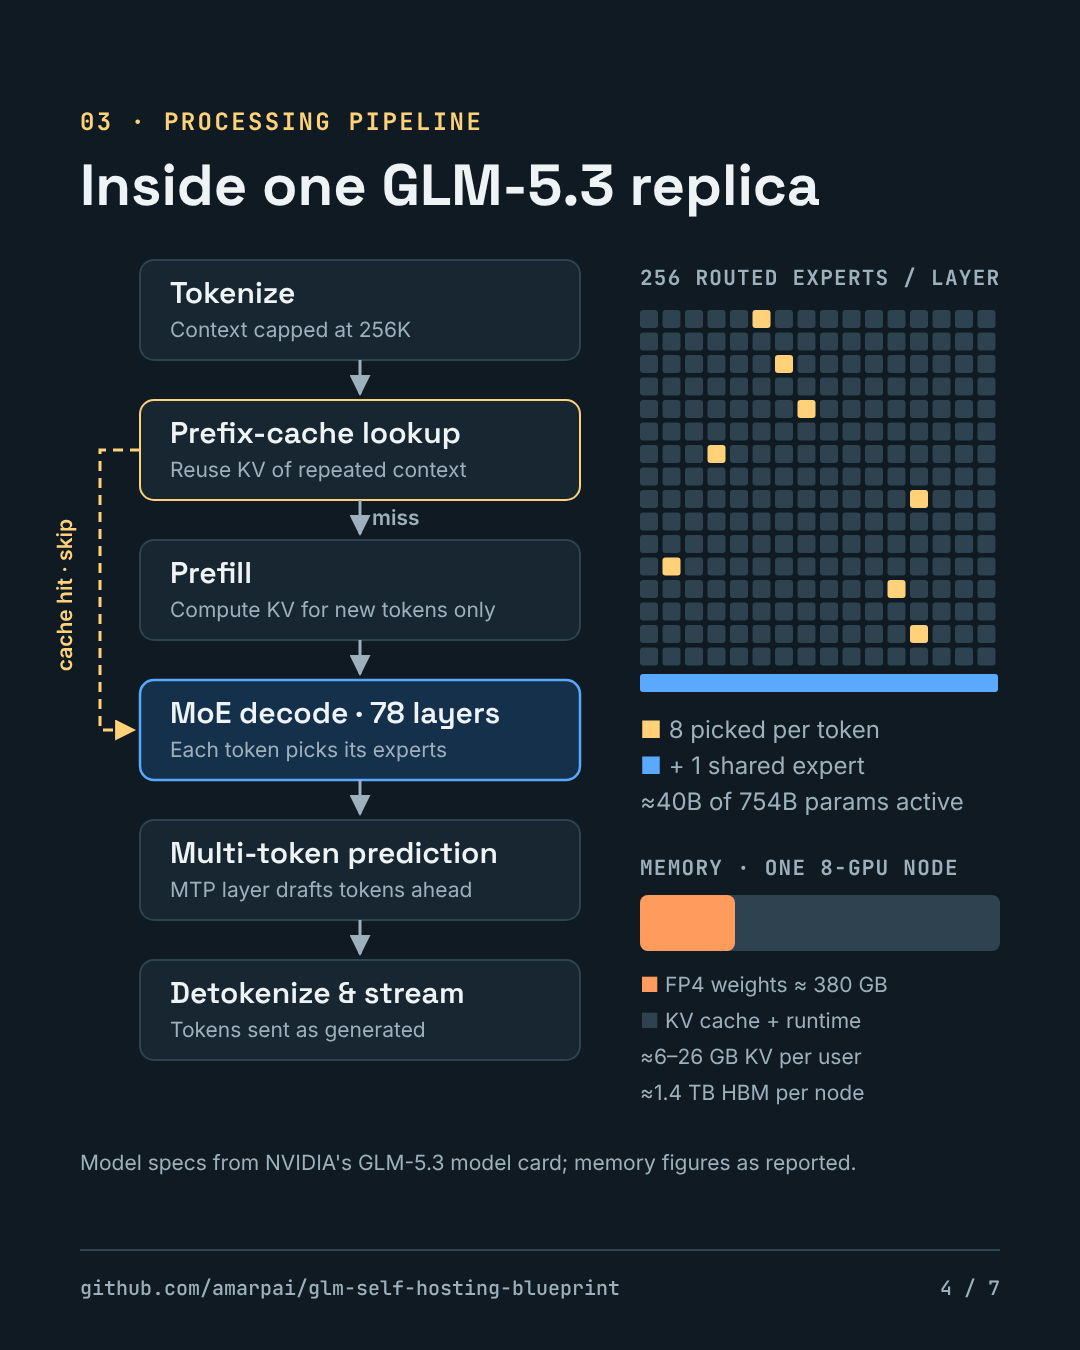 03 · PROCESSING PIPELINE
Inside one GLM-5.3 replica
Tokenize
Context capped at 256K
Prefix-cache lookup
Reuse KV of repeated context
miss
cache hit · skip
Prefill
Compute KV for new tokens only
MoE decode · 78 layers
Each token picks its experts
Multi-token prediction
MTP layer drafts tokens ahead
Detokenize & stream
Tokens sent as generated
256 ROUTED EXPERTS / LAYER
8 picked per token
+ 1 shared expert
≈40B of 754B params active
MEMORY · ONE 8-GPU NODE
FP4 weights ≈ 380 GB
KV cache + runtime
≈6–26 GB KV per user
≈1.4 TB HBM per node
Model specs from NVIDIA's GLM-5.3 model card; memory figures as reported.
github.com/amarpai/glm-self-hosting-blueprint
4 / 7